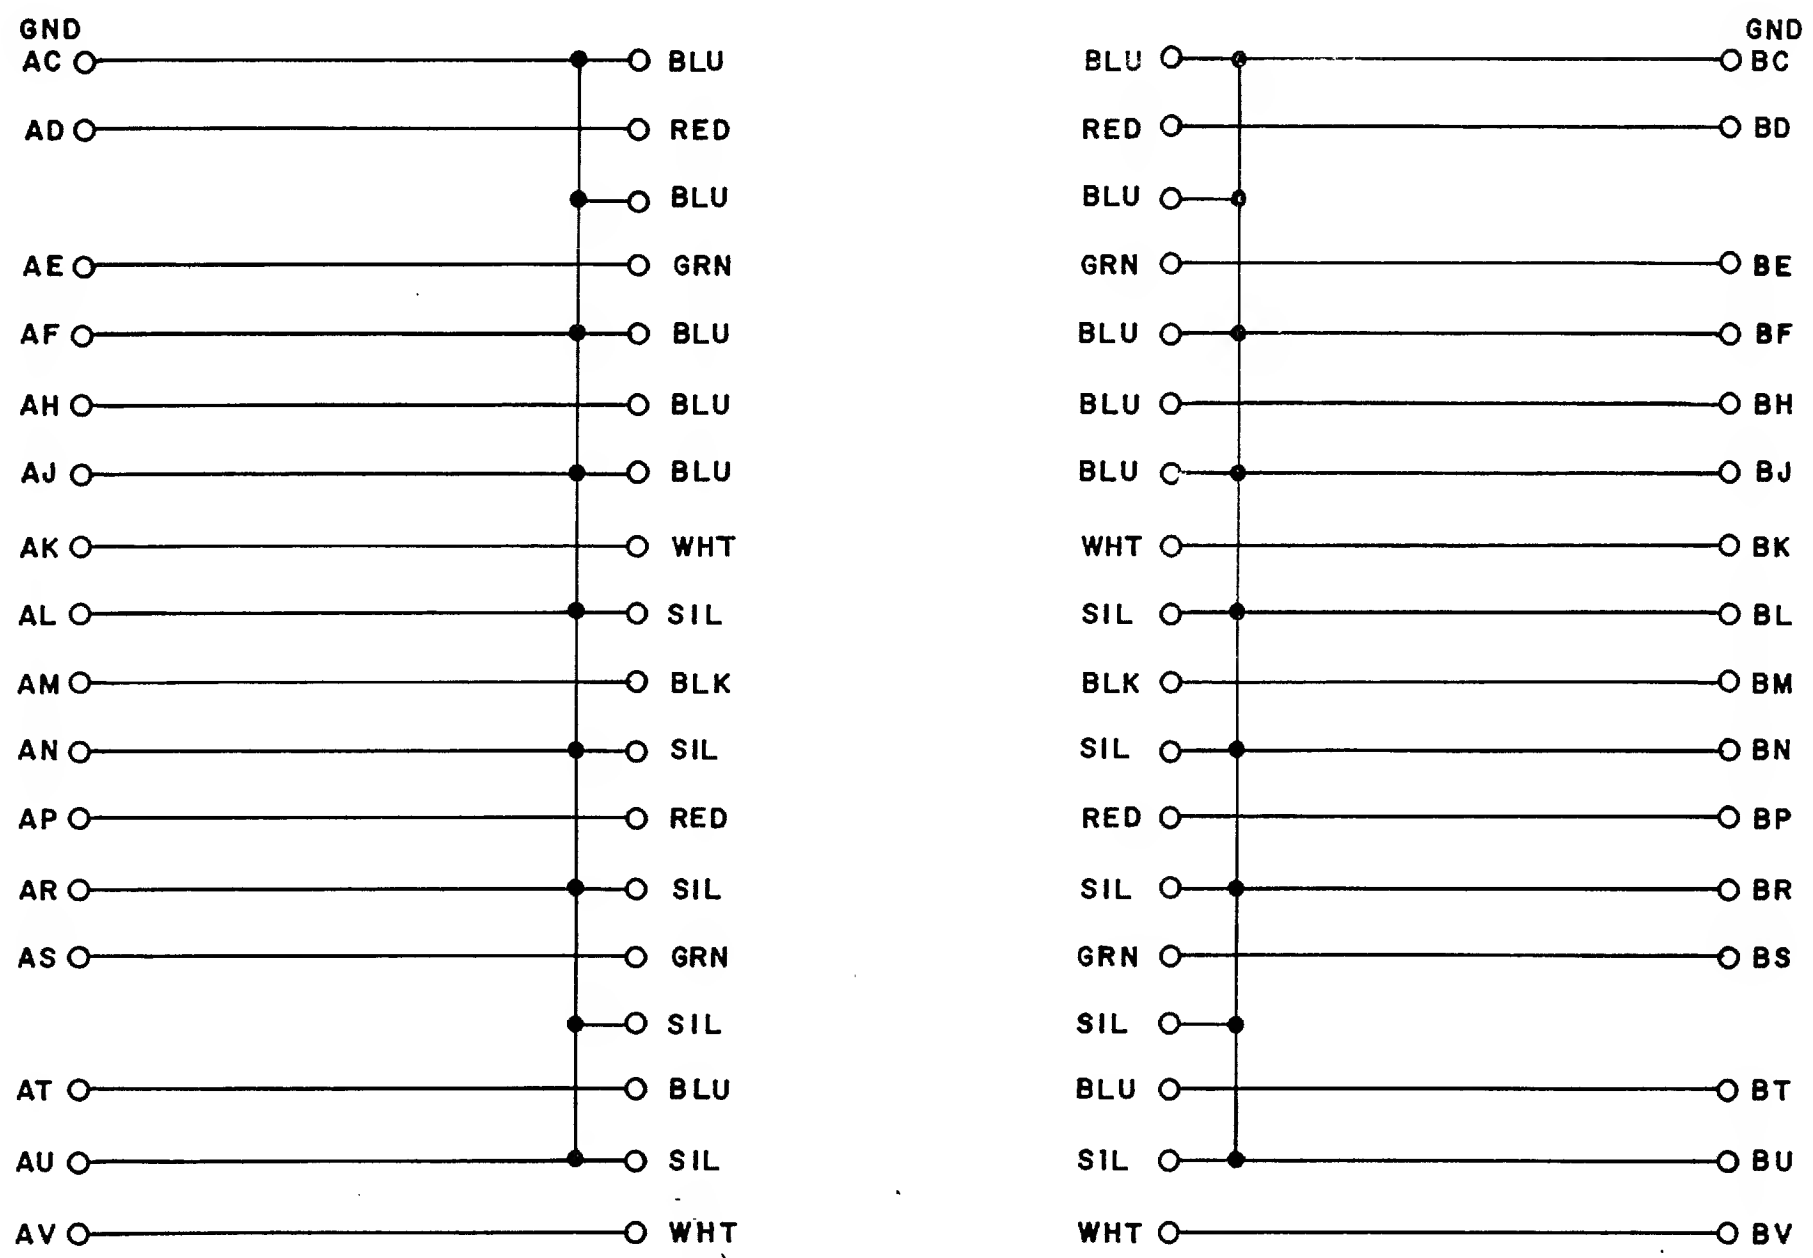 GND GND
AC BLU BLU BC
AD RED RED BD
BLU BLU
AE GRN GRN BE
AF BLU BLU BF
AH BLU BLU BH
AJ BLU BLU BJ
AK WHT WHT BK
AL SIL SIL BL
AM BLK BLK BM
AN SIL SIL BN
AP RED RED BP
AR SIL SIL BR
AS GRN GRN BS
SIL SIL
AT BLU BLU BT
AU SIL SIL BU
AV WHT WHT BV